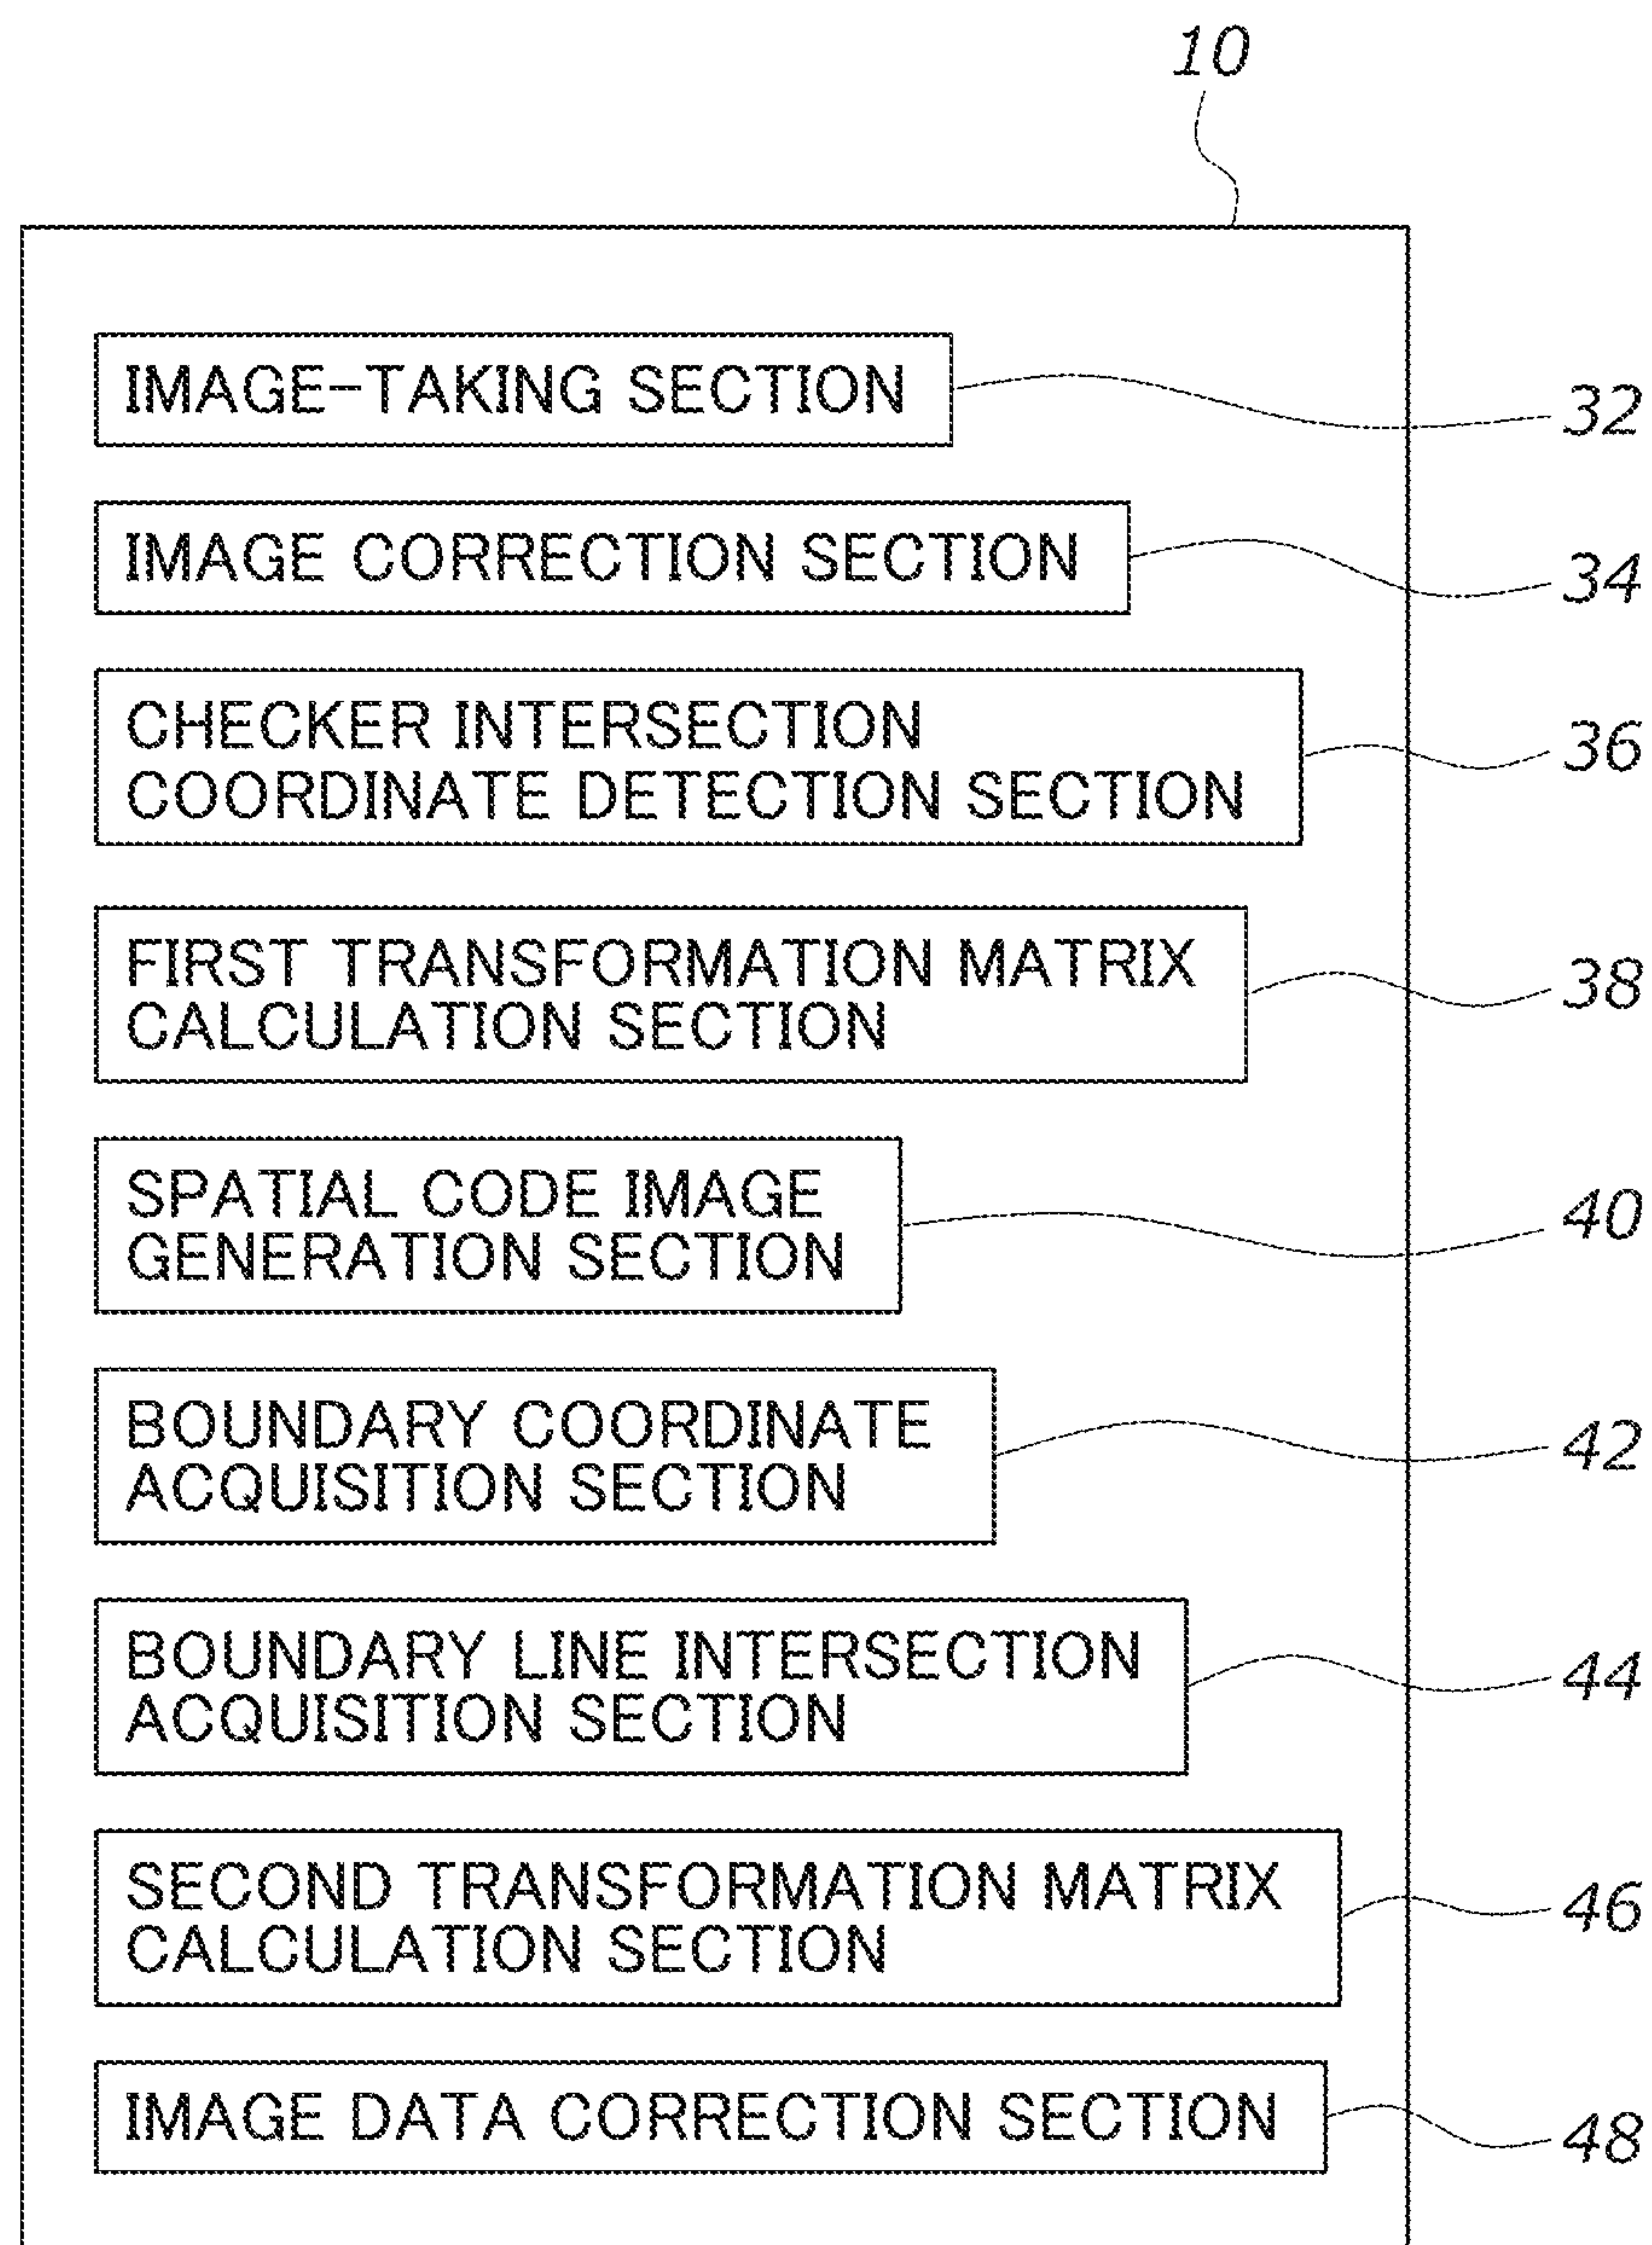 10
IMAGE-TAKING SECTION
32
IMAGE CORRECTION SECTION
34
CHECKER INTERSECTION
COORDINATE DETECTION SECTION
36
FIRST TRANSFORMATION MATRIX
CALCULATION SECTION
38
SPATIAL CODE IMAGE
GENERATION SECTION
40
BOUNDARY COORDINATE
ACQUISITION SECTION
42
BOUNDARY LINE INTERSECTION
ACQUISITION SECTION
44
SECOND TRANSFORMATION MATRIX
CALCULATION SECTION
46
IMAGE DATA CORRECTION SECTION
48